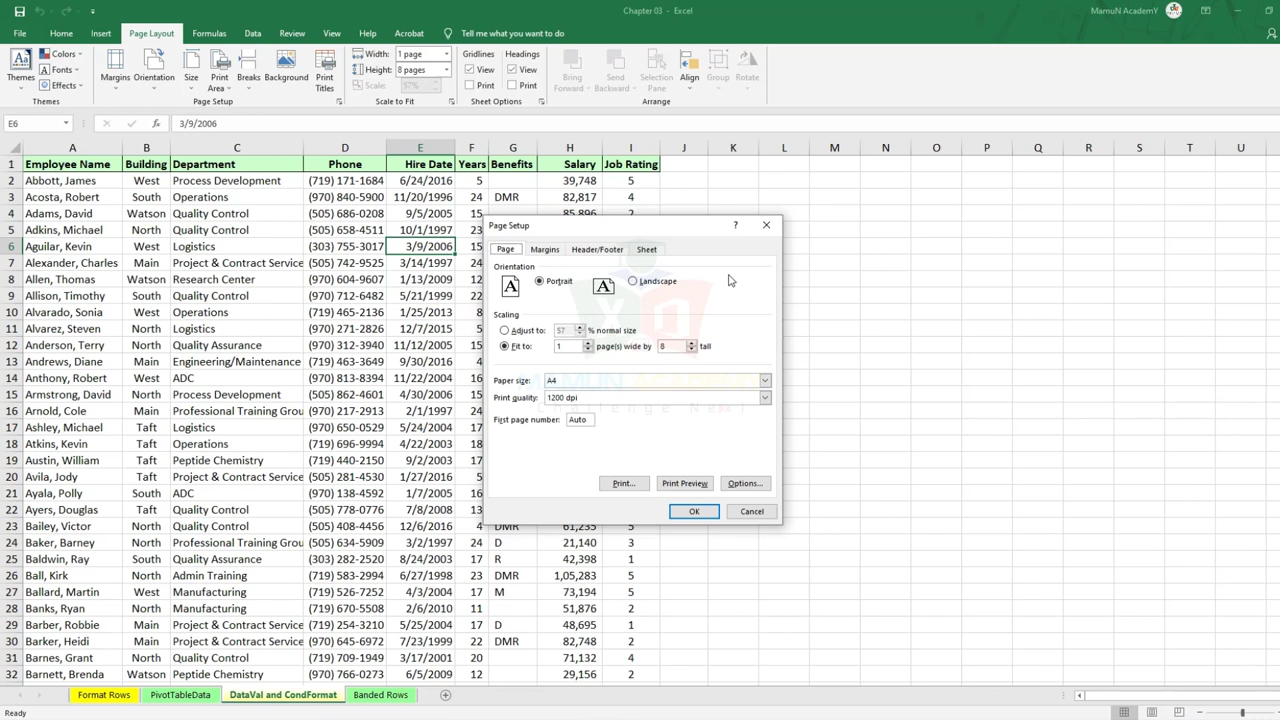 Chapter 03 - Excel
MamuN AcademY
File Home Insert Page Layout Formulas Data Review View Help Acrobat Tell me what you want to do
Themes
Colors
Fonts
Effects
Themes
Margins Orientation Size Print Area Breaks Background Print Titles
Page Setup
Width: 1 page
Height: 8 pages
Scale: 57%
Scale to Fit
Gridlines Headings
View View
Print Print
Sheet Options
Bring Forward Send Backward Selection Pane Align Group Rotate
Arrange
E6 fx 3/9/2006
A B C D E F G H I J K L M N O P Q R S T U
1 Employee Name Building Department Phone Hire Date Years Benefits Salary Job Rating
2 Abbott, James West Process Development (719) 171-1684 6/24/2016 5 39,748 5
3 Acosta, Robert South Operations (970) 840-5900 11/20/1996 24 DMR 82,817 4
4 Adams, David Watson Quality Control (505) 686-0208 9/5/2005 15 85,896 2
5 Adkins, Michael Watson Quality Control (505) 658-4511 10/1/1997 23
6 Aguilar, Kevin West Logistics (303) 755-3017 3/9/2006 15
7 Alexander, Charles Main Project & Contract Services (505) 742-9525 3/14/1997 24
8 Allen, Thomas Watson Research Center (970) 604-9607 1/13/2009 12
9 Allison, Timothy West Quality Control (970) 712-6482 5/21/1999
10 Alvarado, Sonia West Operations (719) 465-2136 1/25/2013 8
11 Alvarez, Steven North Logistics (970) 271-2826 12/7/2015
12 Anderson, Terry North Quality Assurance (970) 312-3940 11/12/2005
13 Andrews, Diane Main Engineering/Maintenance (719) 463-3649 9/30/2016 4
14 Anthony, Robert Main ADC (970) 813-8394 11/22/2004 16
15 Armstrong, David North Process Development (505) 862-4601 4/30/2006 15
16 Arnold, Cole Main Professional Training Grou (970) 217-2913 2/1/1997
17 Ashley, Michael Taft Logistics (970) 650-0529 5/24/2004 17
18 Atkins, Kevin Taft Operations (719) 696-9994 4/22/2003 18
19 Austin, William Taft Peptide Chemistry (719) 440-2150 9/2/2003 17
20 Avila, Jody Taft Project & Contract Services (505) 281-4530 1/27/2016 5
21 Ayala, Polly South ADC (970) 138-4592 1/7/2005 16
22 Ayers, Douglas Taft Quality Control (505) 778-0776 7/8/2008
23 Bailey, Victor North Quality Control (505) 408-4456 12/6/2016 4 DMR 61,235 5
24 Baker, Barney North Professional Training Grou (505) 634-5909 3/2/1997 24 D 21,140 3
25 Baldwin, Ray South Quality Assurance (303) 282-2520 8/24/2003 17 R 42,398 1
26 Ball, Kirk North Admin Training (719) 583-2994 6/27/1998 23 DMR 1,05,283 5
27 Ballard, Martin West Manufacturing (719) 526-7252 4/3/2004 17 M 73,194 5
28 Banks, Ryan North Manufacturing (719) 670-5508 2/6/2010 11 51,876 2
29 Barber, Robbie Main Project & Contract Services (719) 254-3210 5/25/2004 17 D 48,695 1
30 Barker, Heidi Main Project & Contract Services (970) 645-6972 7/23/1999 22 DMR 82,748 2
31 Barnes, Grant North Quality Control (719) 709-1949 3/17/2001 20 71,132 4
32 Barnett, Brenda Watson Peptide Chemistry (970) 766-0273 6/5/2009 12 29,156 2
Page Setup ?
Page Margins Header/Footer Sheet
Orientation
A Portrait A Landscape
Scaling
Adjust to: 57 % normal size
Fit to: 1 page(s) wide by 8 tall
Paper size: A4
Print quality: 1200 dpi
First page number: Auto
Print... Print Preview Options...
OK Cancel
Format Rows PivotTableData DataVal and CondFormat Banded Rows
Ready